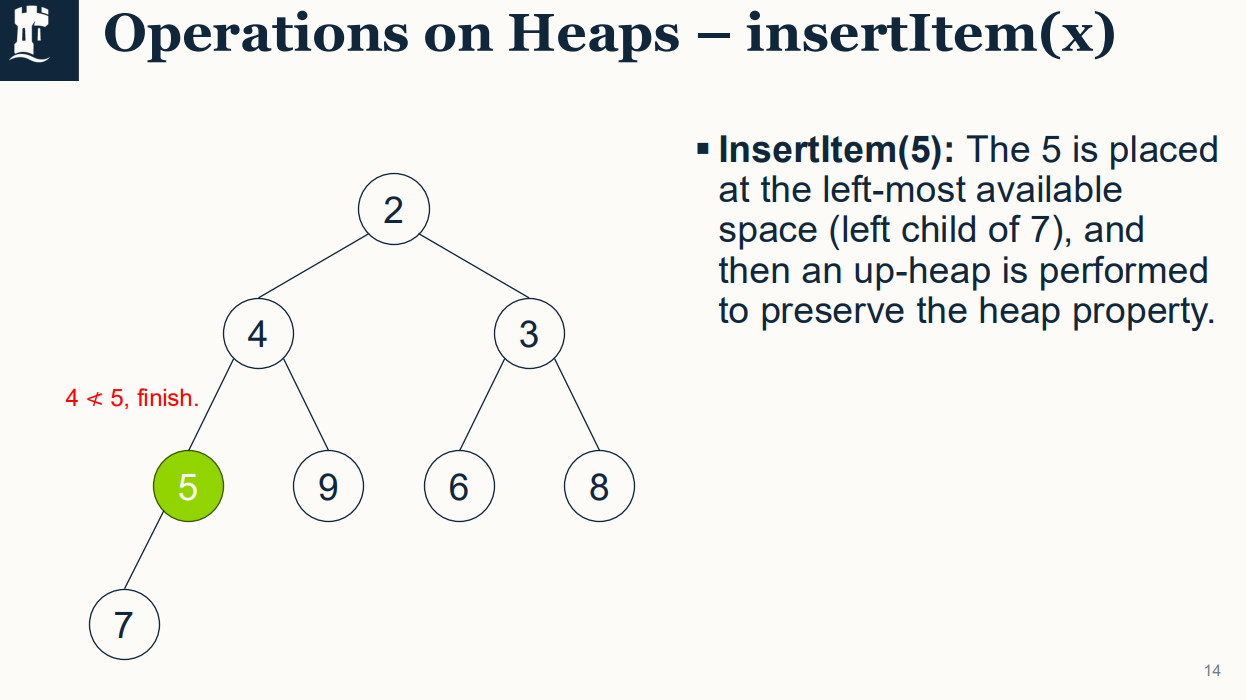 Operations on Heaps – insertItem(x)
▪ InsertItem(5): The 5 is placed
at the left-most available
space (left child of 7), and
then an up-heap is performed
to preserve the heap property.
2
4
3
4 ≮ 5, finish.
5
9
6
8
7
14